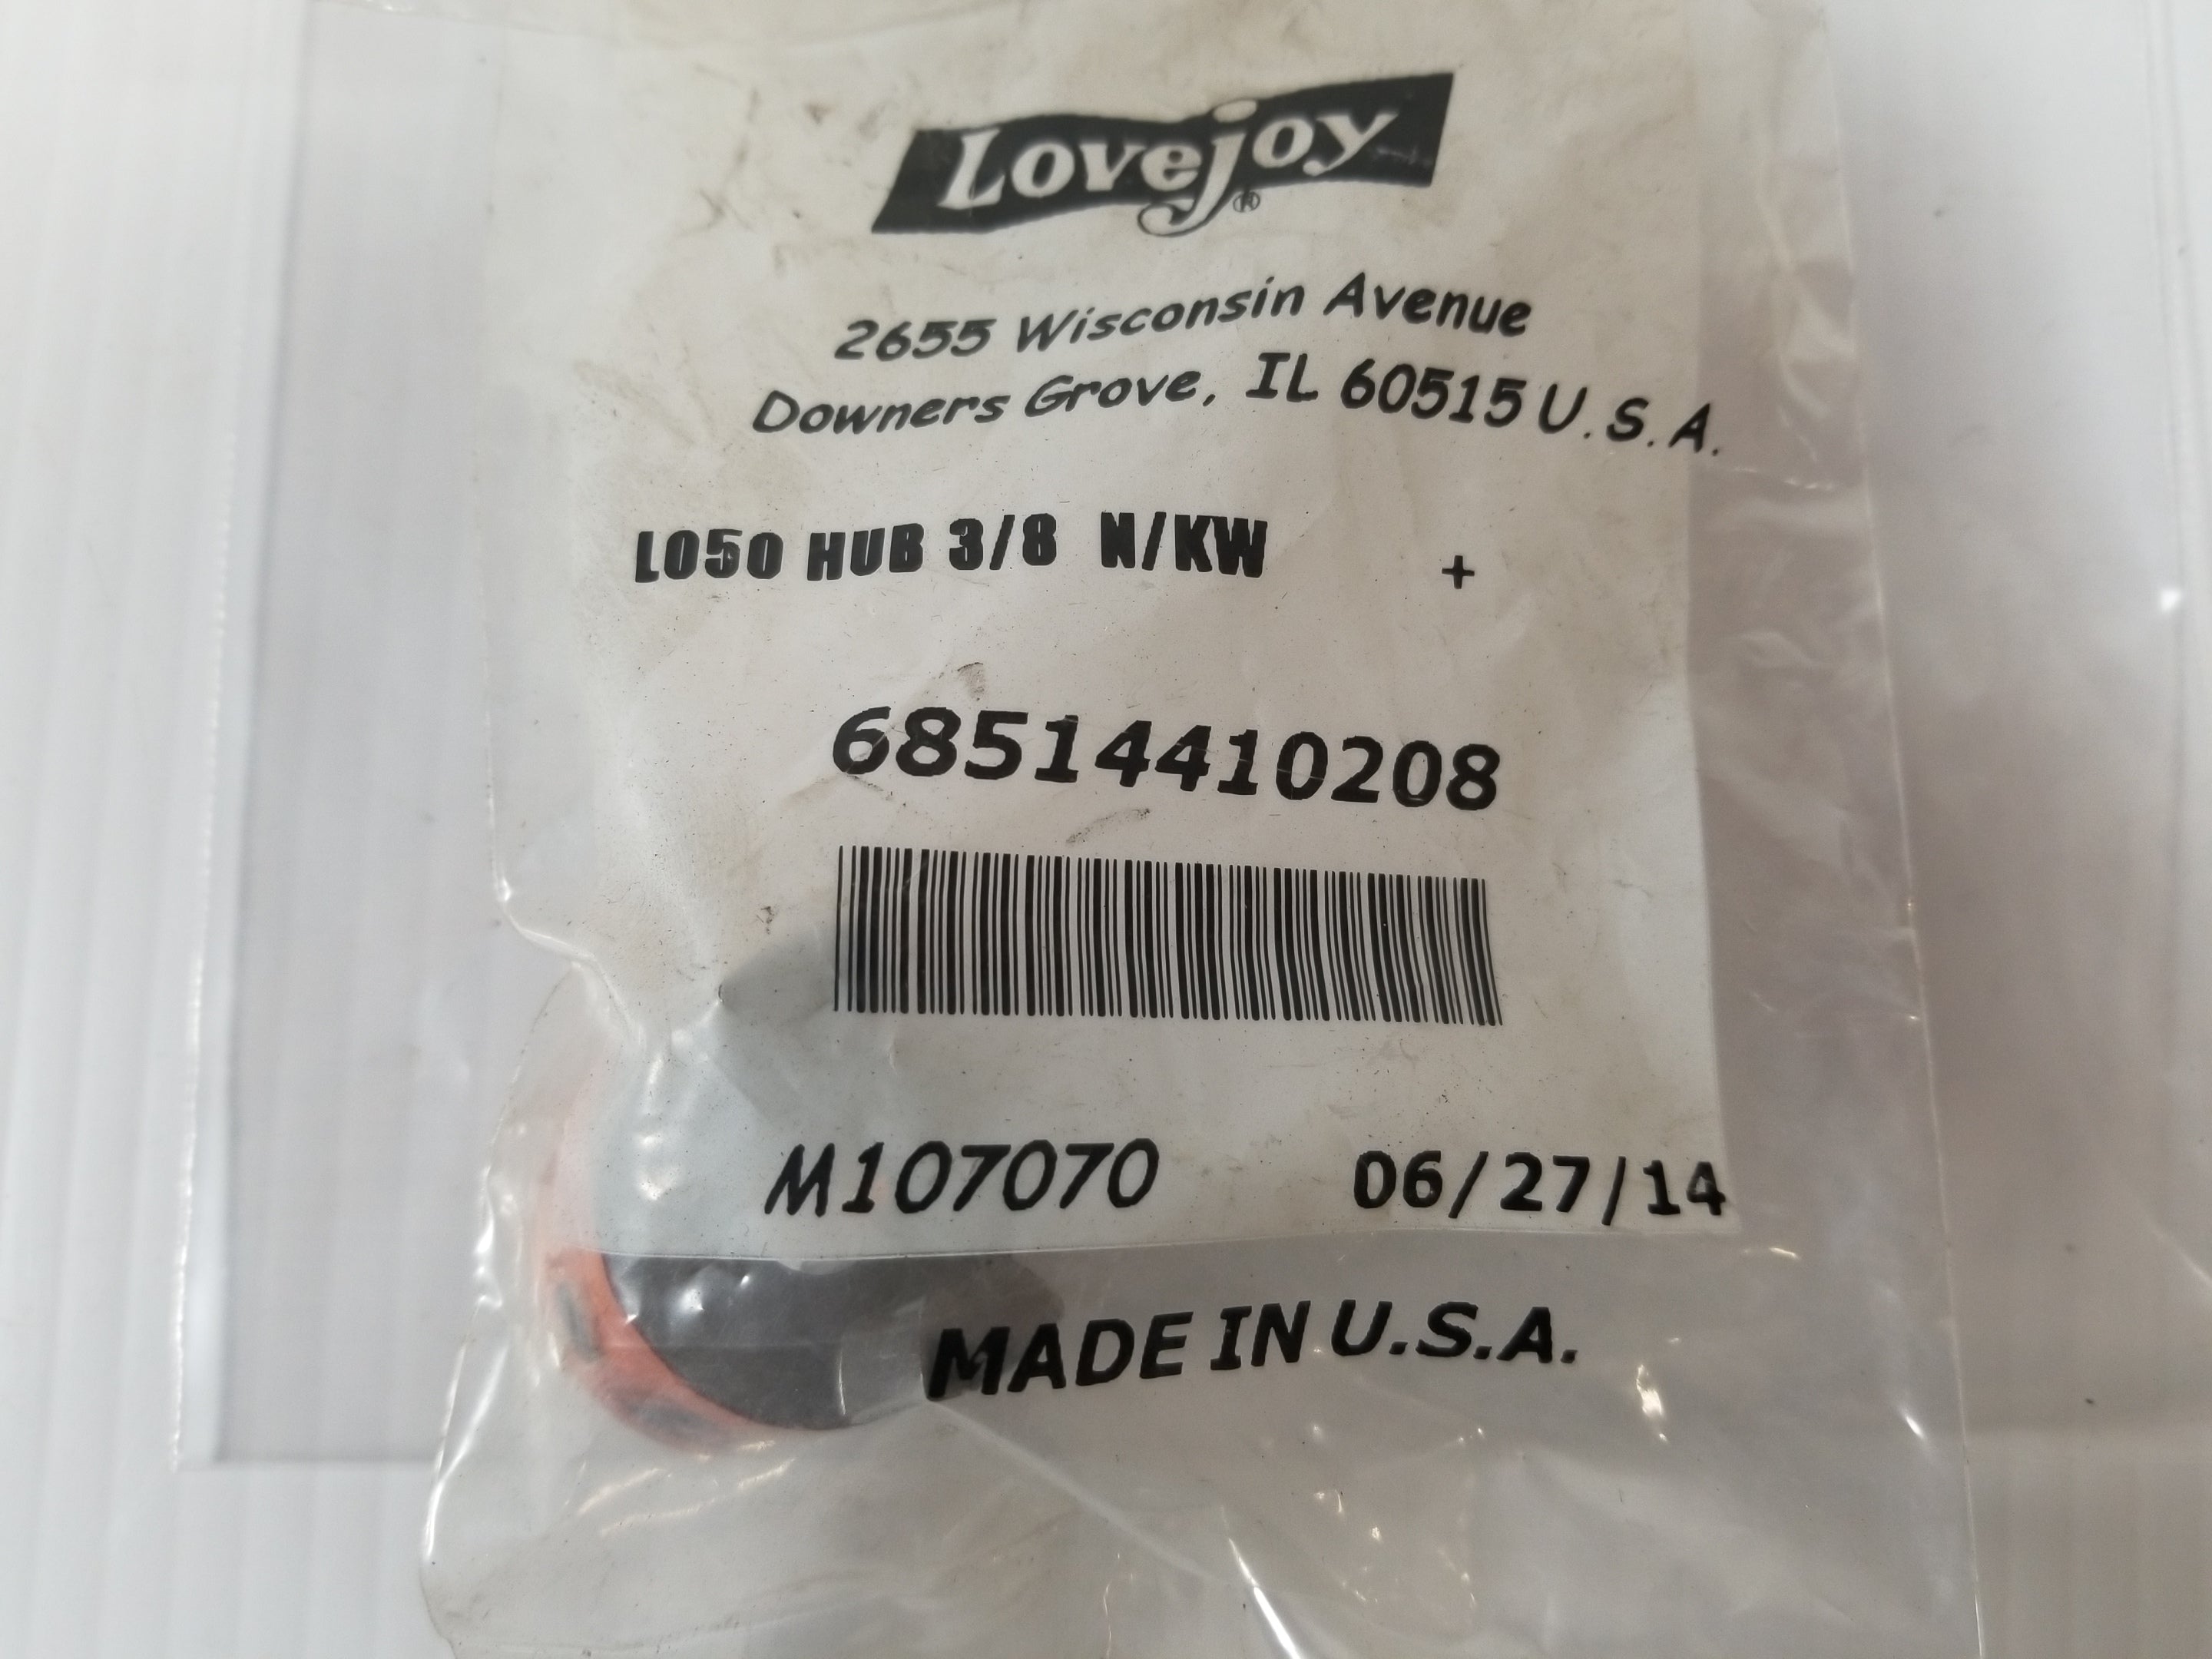 Lovejoy®
2655 Wisconsin Avenue
Downers Grove, IL 60515 U.S.A.
L050 HUB 3/8 N/KW +
68514410208
M107070 06/27/14
MADE IN U.S.A.